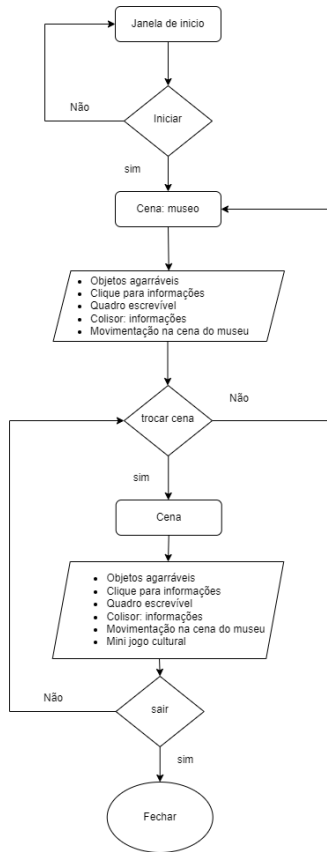 Janela de inicio
Não
Iniciar
sim
Cena: museo
Objetos agarráveis
Clique para informações
Quadro escrevível
Colisor: informações
Movimentação na cena do museu
trocar cena
Não
sim
Cena
Objetos agarráveis
Clique para informações
Quadro escrevível
Colisor: informações
Movimentação na cena do museu
Mini jogo cultural
Não
sair
sim
Fechar